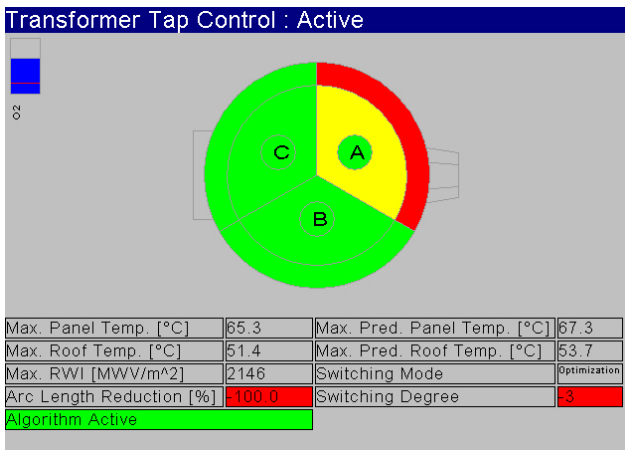 Transformer Tap Control : Active
O2
C
A
B
Max. Panel Temp. [°C] 65.3 Max. Pred. Panel Temp. [°C] 67.3
Max. Roof Temp. [°C] 51.4 Max. Pred. Roof Temp. [°C] 53.7
Max. RWI [MWV/m^2] 2146 Switching Mode Optimization
Arc Length Reduction [%] -100.0 Switching Degree -3
Algorithm Active